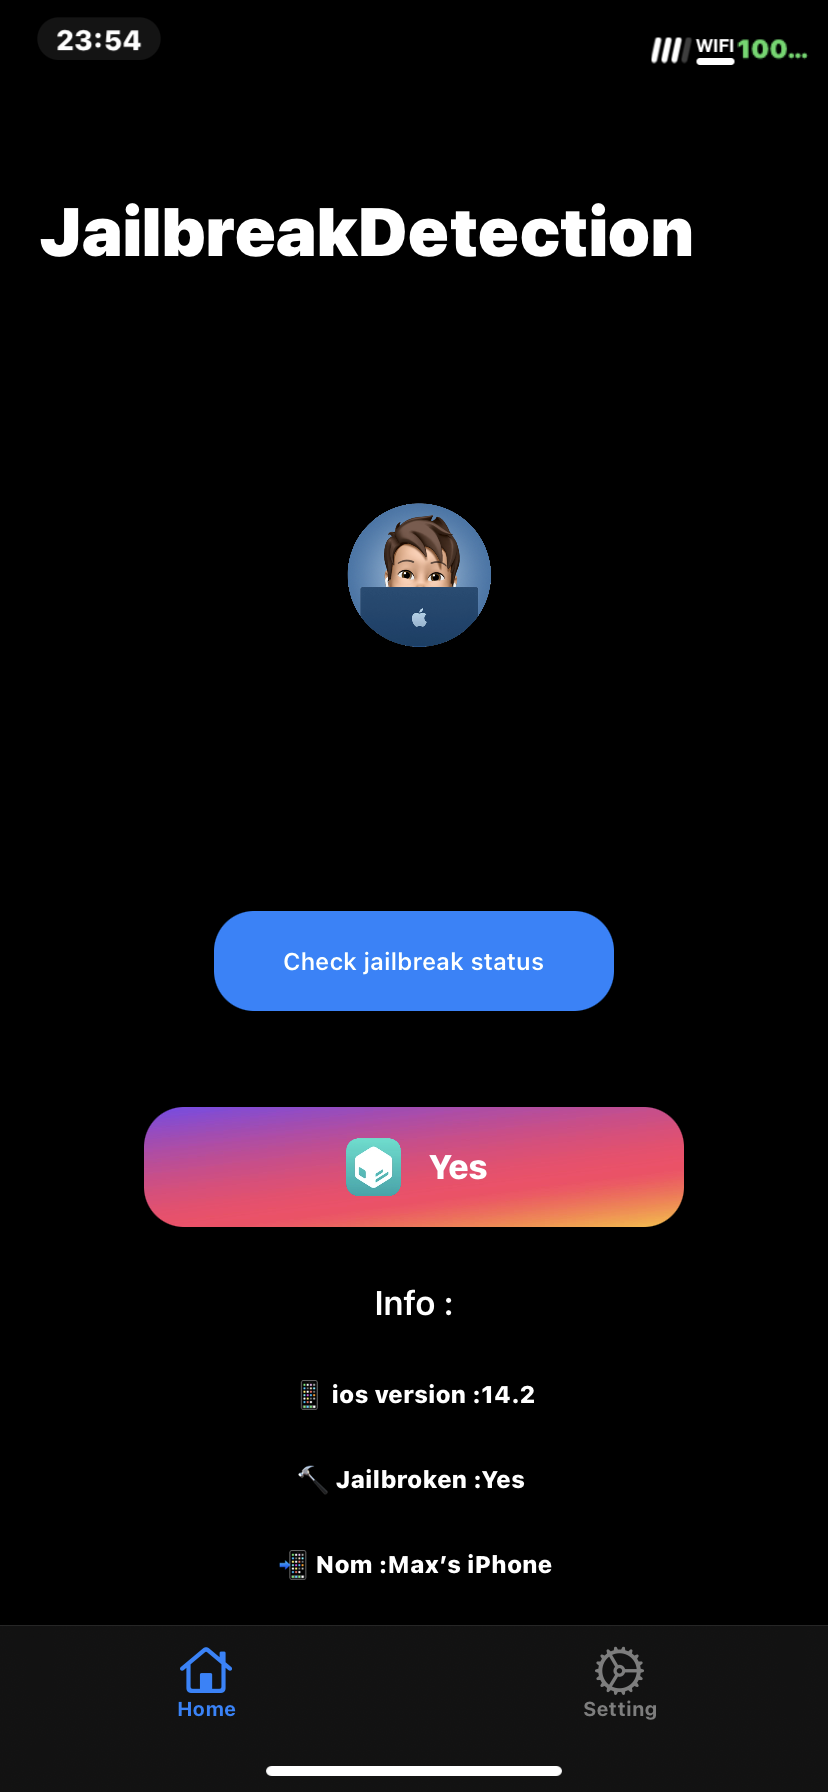 23:54
WIFI 100...
JailbreakDetection
Check jailbreak status
Yes
Info :
ios version :14.2
Jailbroken :Yes
Nom :Max’s iPhone
Home
Setting